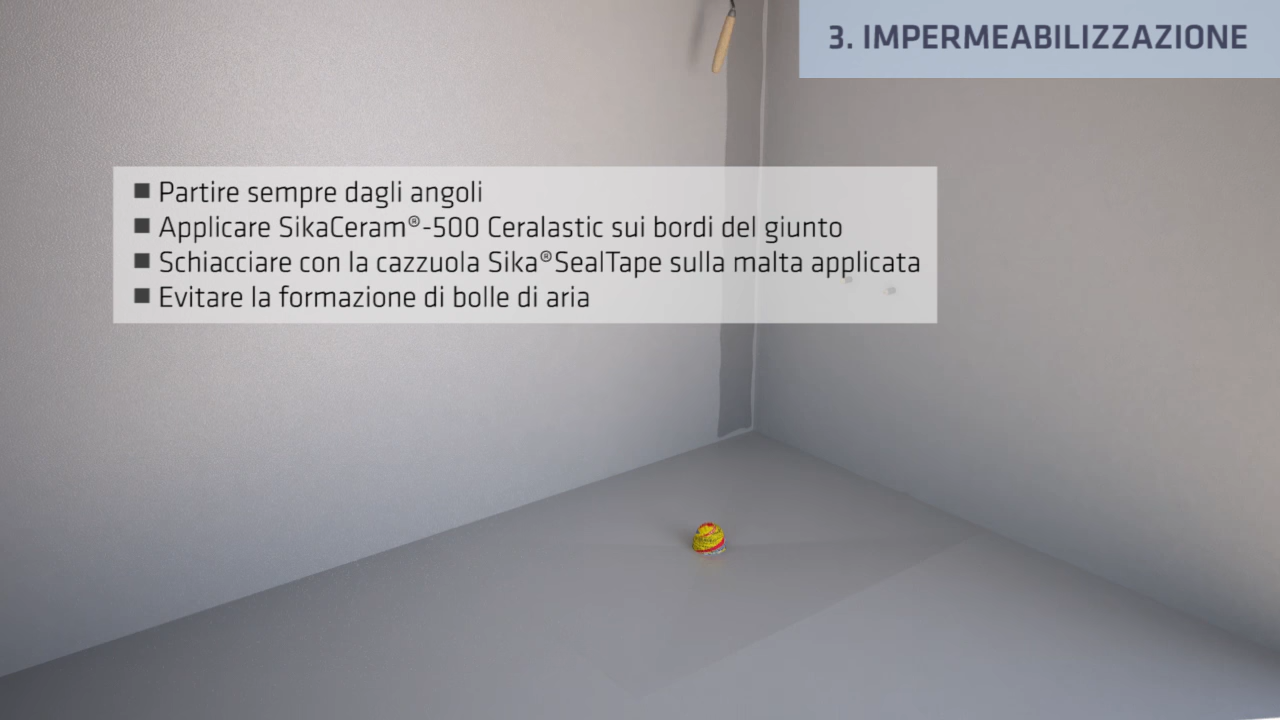 3. IMPERMEABILIZZAZIONE
■ Partire sempre dagli angoli
■ Applicare SikaCeram®-500 Ceralastic sui bordi del giunto
■ Schiacciare con la cazzuola Sika®SealTape sulla malta applicata
■ Evitare la formazione di bolle di aria